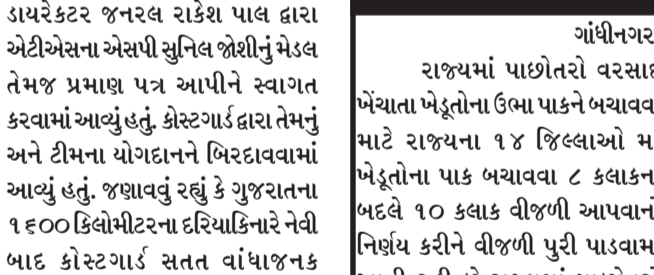 ડાયરેક્ટર જનરલ રાકેશ પાલ દ્વારા
એટીએસના એસપી સુનિલ જોશીનું મેડલ
તેમજ પ્રમાણ પત્ર આપીને સ્વાગત
કરવામાં આવ્યું હતું. કોસ્ટગાર્ડ દ્વારા તેમનું
અને ટીમના યોગદાનને બિરદાવવામાં
આવ્યું હતું. જણાવવું રહ્યું કે ગુજરાતના
૧૬૦૦ કિલોમીટરના દરિયાકિનારે નેવી
બાદ કોસ્ટગાર્ડ સતત વાંધાજનક
ગાંધીનગર
રાજ્યમાં પાછોતરો વરસાદ
ખેંચાતા ખેડૂતોના ઉભા પાકને બચાવવ
માટે રાજ્યના ૧૪ જિલ્લાઓ મ
ખેડૂતોના પાક બચાવવા ૮ કલાકન
બદલે ૧૦ કલાક વીજળી આપવાન
નિર્ણય કરીને વીજળી પુરી પાડવામ